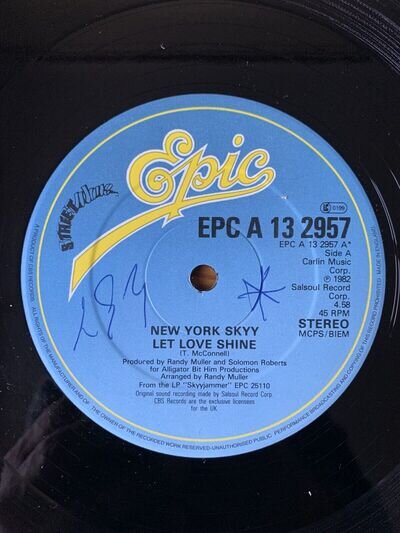 Epic
STREET
EPC A 13 2957
0199
EPC A 13 2957 A*
Side A
Carlin Music
Corp.
℗ 1982
Salsoul Record
Corp.
4.58
45 RPM
STEREO
MCPS/BIEM
NEW YORK SKYY
LET LOVE SHINE
(T. McConnell)
Produced by Randy Muller and Solomon Roberts
for Alligator Bit Him Productions
Arranged by Randy Muller
From the LP "Skyyjammer" EPC 25110
Original sound recording made by Salsoul Record Corp.
CBS Records are the exclusive licensees
for the UK